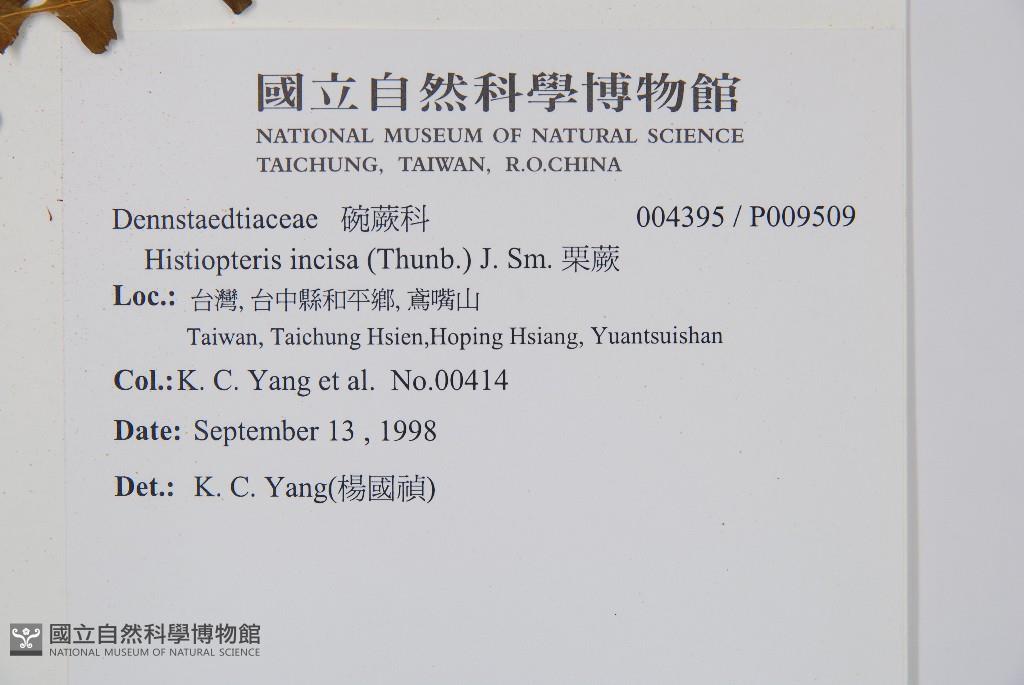 國立自然科學博物館
NATIONAL MUSEUM OF NATURAL SCIENCE
TAICHUNG, TAIWAN, R.O.CHINA
Dennstaedtiaceae 碗蕨科 004395 / P009509
Histiopteris incisa (Thunb.) J. Sm. 栗蕨
Loc.: 台灣, 台中縣和平鄉, 鳶嘴山
Taiwan, Taichung Hsien,Hoping Hsiang, Yuantsuishan
Col.: K. C. Yang et al. No.00414
Date: September 13 , 1998
Det.: K. C. Yang(楊國禎)
國立自然科學博物館
NATIONAL MUSEUM OF NATURAL SCIENCE